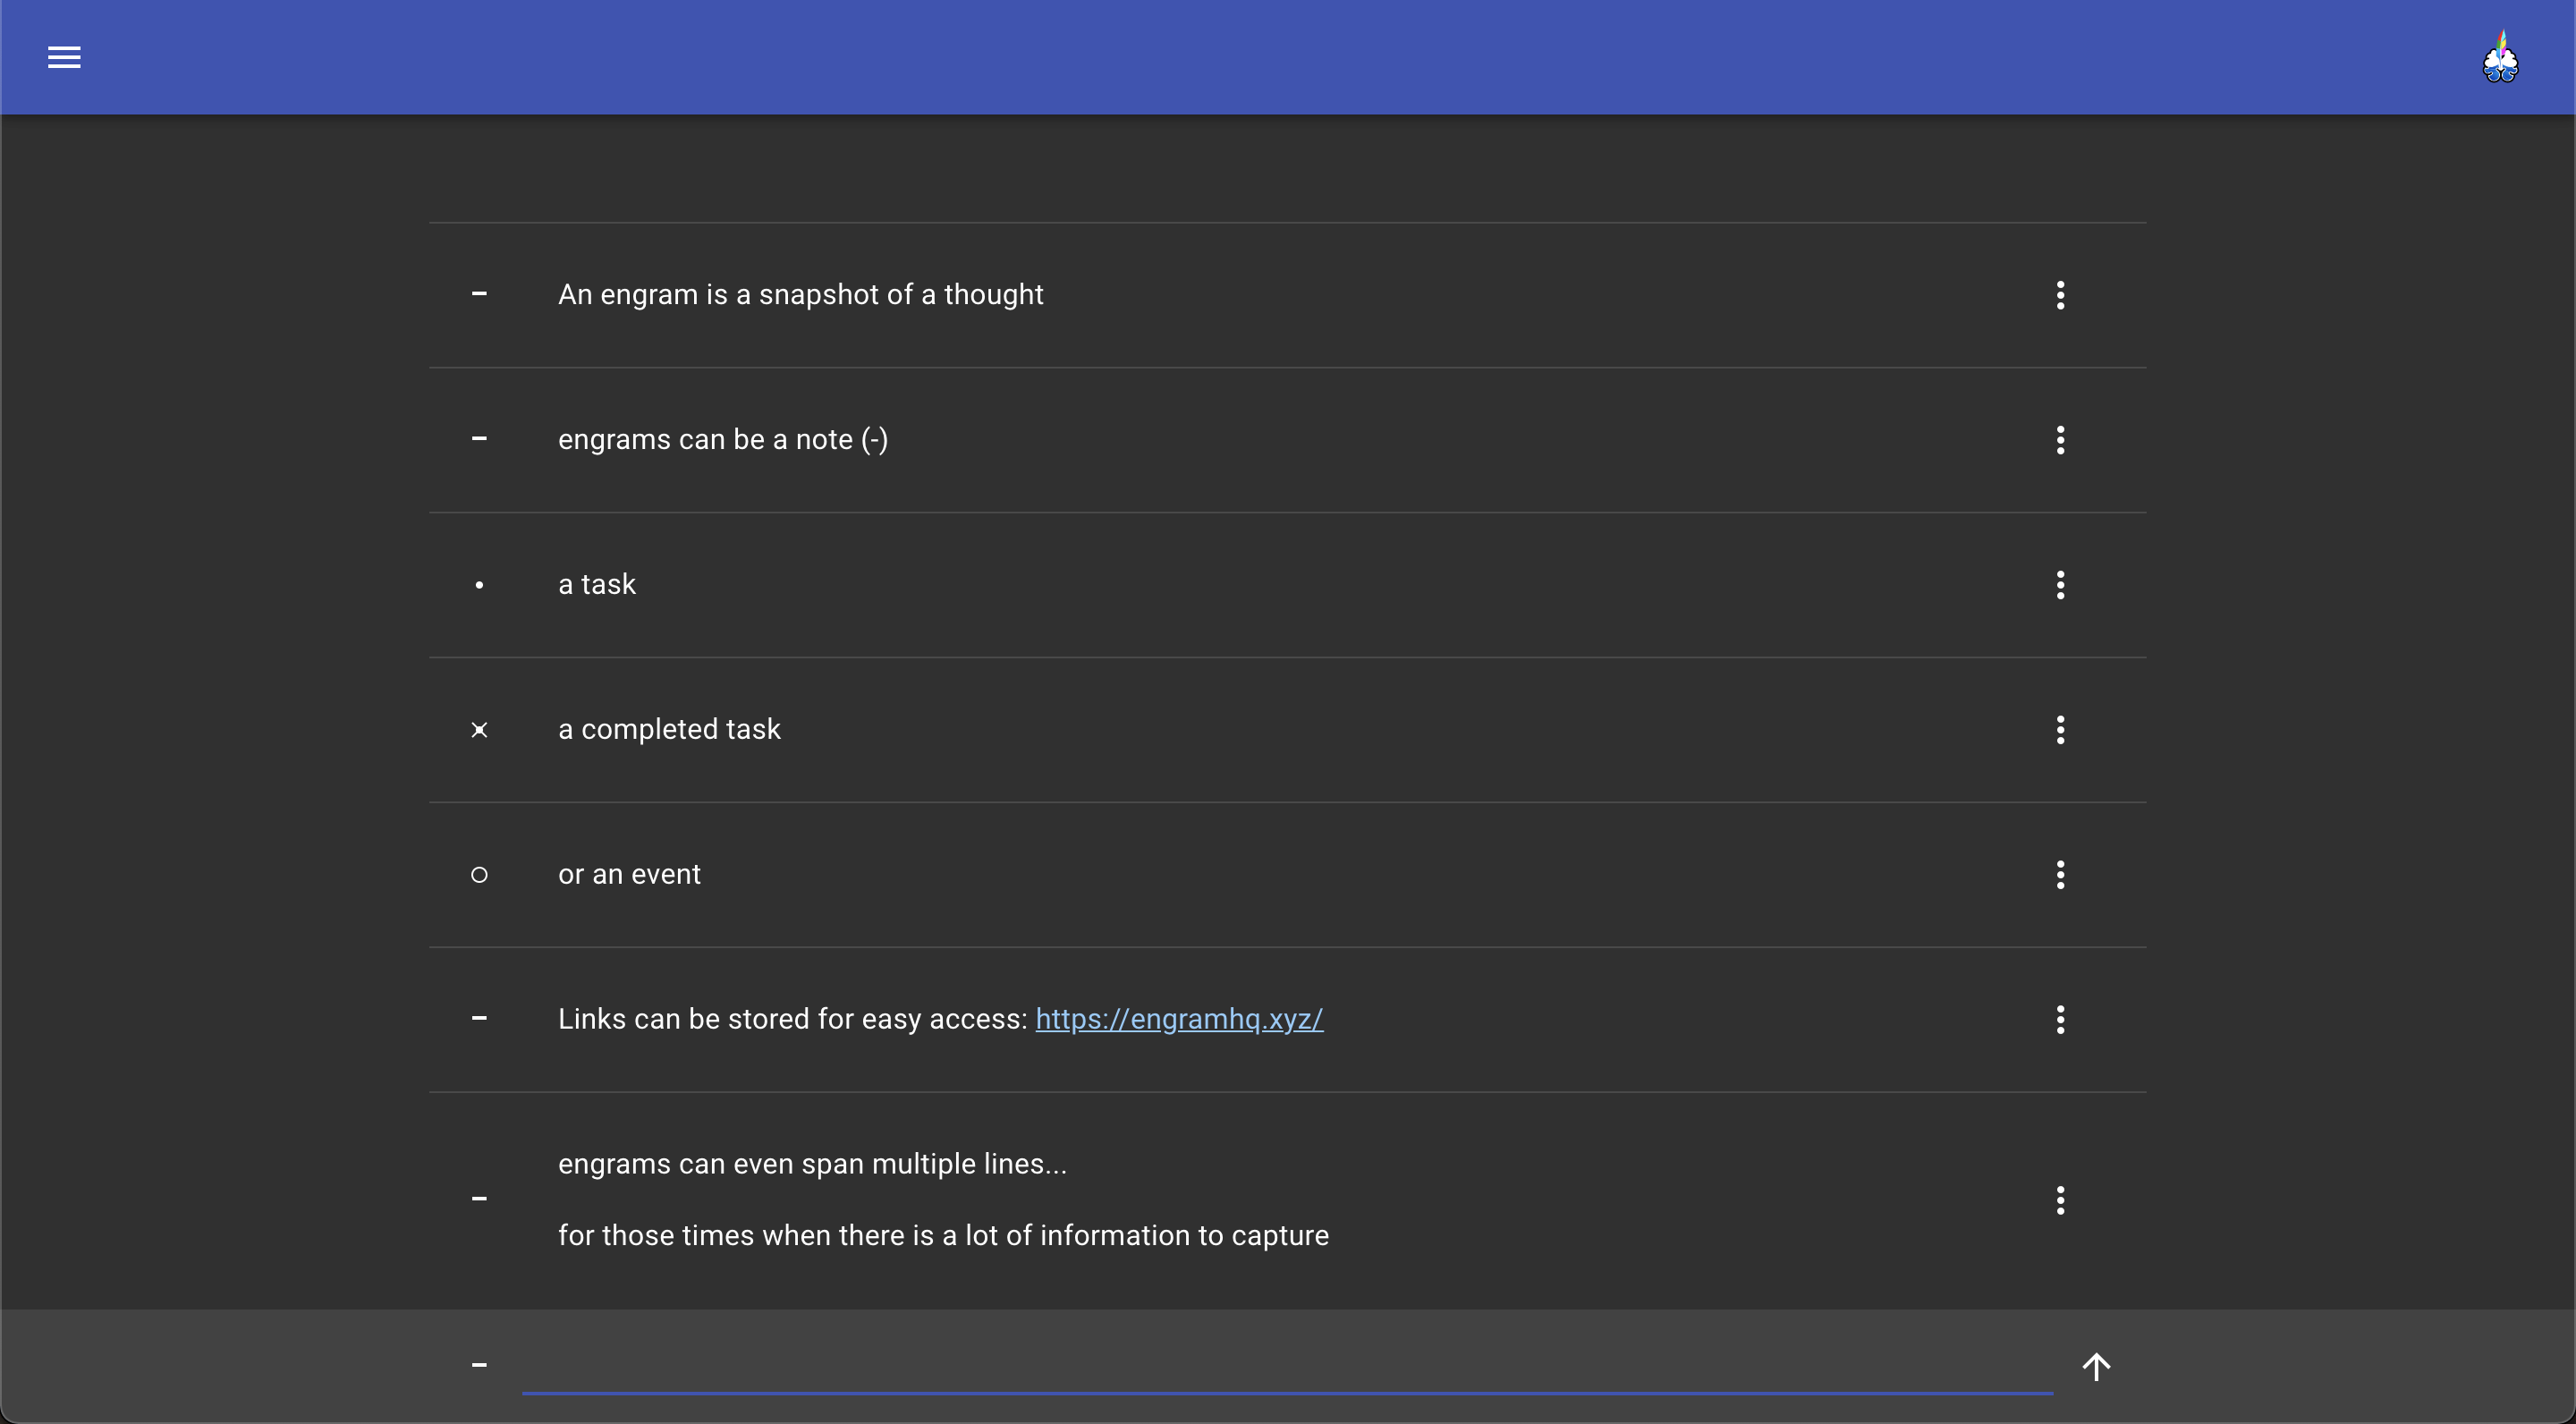 An engram is a snapshot of a thought
engrams can be a note (-)
a task
a completed task
or an event
Links can be stored for easy access: https://engramhq.xyz/
engrams can even span multiple lines...
for those times when there is a lot of information to capture